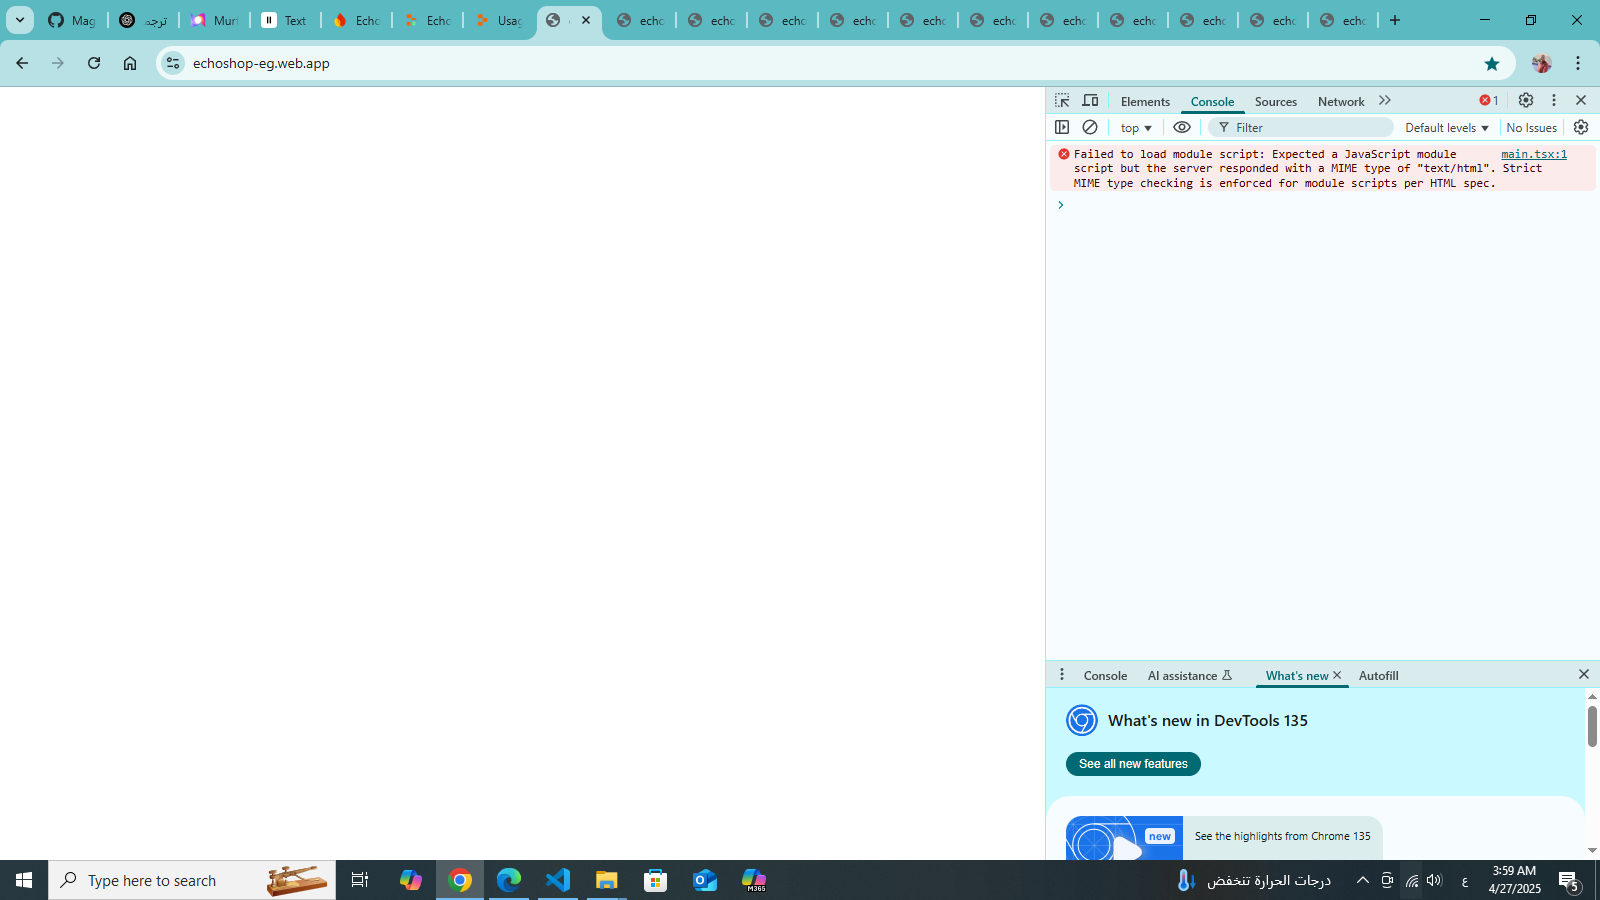 Mag
ترجم
Muri
Text
Echo
Echo
Usag
echo
echo
echo
echo
echo
echo
echo
echo
echo
echo
echo
echoshop-eg.web.app
Elements
Console
Sources
Network
1
top
Filter
Default levels
No Issues
Failed to load module script: Expected a JavaScript module
main.tsx:1
script but the server responded with a MIME type of "text/html". Strict
MIME type checking is enforced for module scripts per HTML spec.
Console
AI assistance
What's new
Autofill
What's new in DevTools 135
See all new features
new
See the highlights from Chrome 135
Type here to search
M365
درجات الحرارة تنخفض
ع
3:59 AM
4/27/2025
5